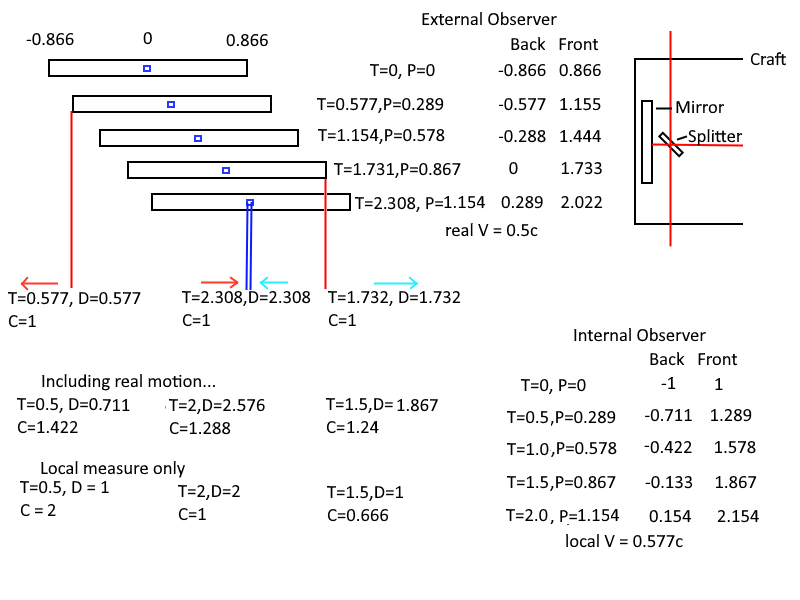 External Observer
-0.866 0 0.866
Back Front
T=0, P=0 -0.866 0.866
Craft
T=0.577,P=0.289 -0.577 1.155
Mirror
T=1.154,P=0.578 -0.288 1.444
Splitter
T=1.731,P=0.867 0 1.733
T=2.308, P=1.154 0.289 2.022
real V = 0.5c
T=0.577, D=0.577 T=2.308,D=2.308 T=1.732, D=1.732
C=1 C=1 C=1
Internal Observer
Back Front
Including real motion...
T=0, P=0 -1 1
T=0.5, D=0.711 T=2,D=2.576 T=1.5,D=1.867
C=1.422 C=1.288 C=1.24
T=0.5,P=0.289 -0.711 1.289
T=1.0,P=0.578 -0.422 1.578
Local measure only
T=0.5, D = 1 T=2,D=2 T=1.5,D=1
C = 2 C=1 C=0.666
T=1.5,P=0.867 -0.133 1.867
T=2.0, P=1.154 0.154 2.154
local V = 0.577c